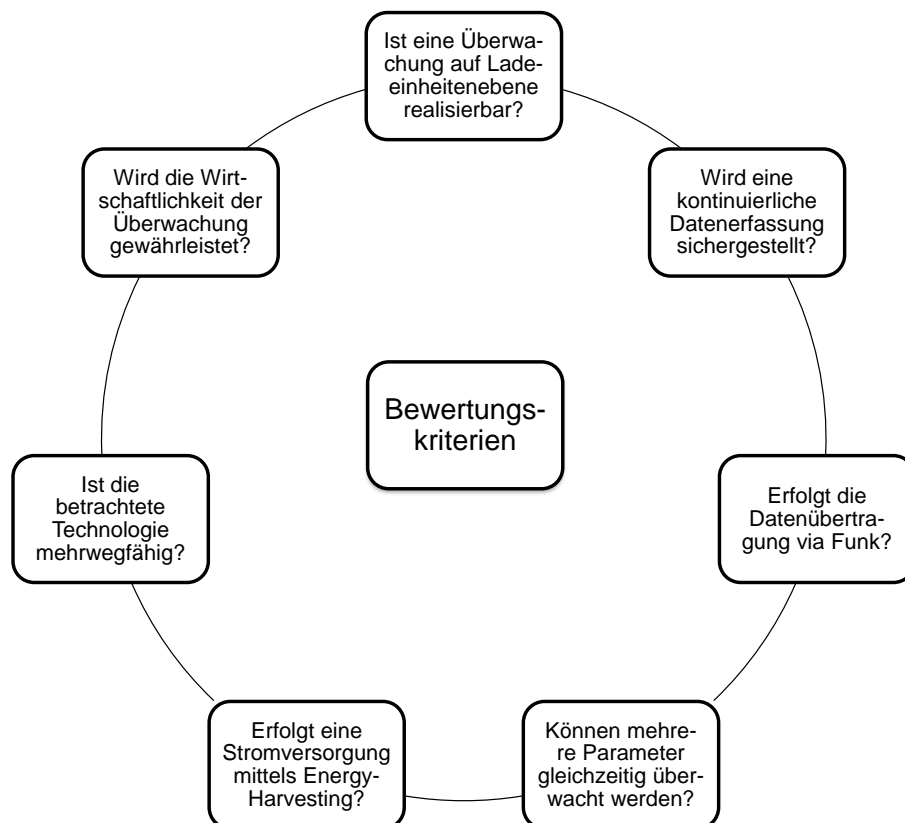 Ist eine Überwa-
chung auf Lade-
einheitenebene
realisierbar?
Wird eine
kontinuierliche
Datenerfassung
sichergestellt?
Erfolgt die
Datenübertra-
gung via Funk?
Können mehre-
re Parameter
gleichzeitig über-
wacht werden?
Erfolgt eine
Stromversorgung
mittels Energy-
Harvesting?
Ist die
betrachtete
Technologie
mehrwegfähig?
Wird die Wirt-
schaftlichkeit der
Überwachung
gewährleistet?
Bewertungs-
kriterien